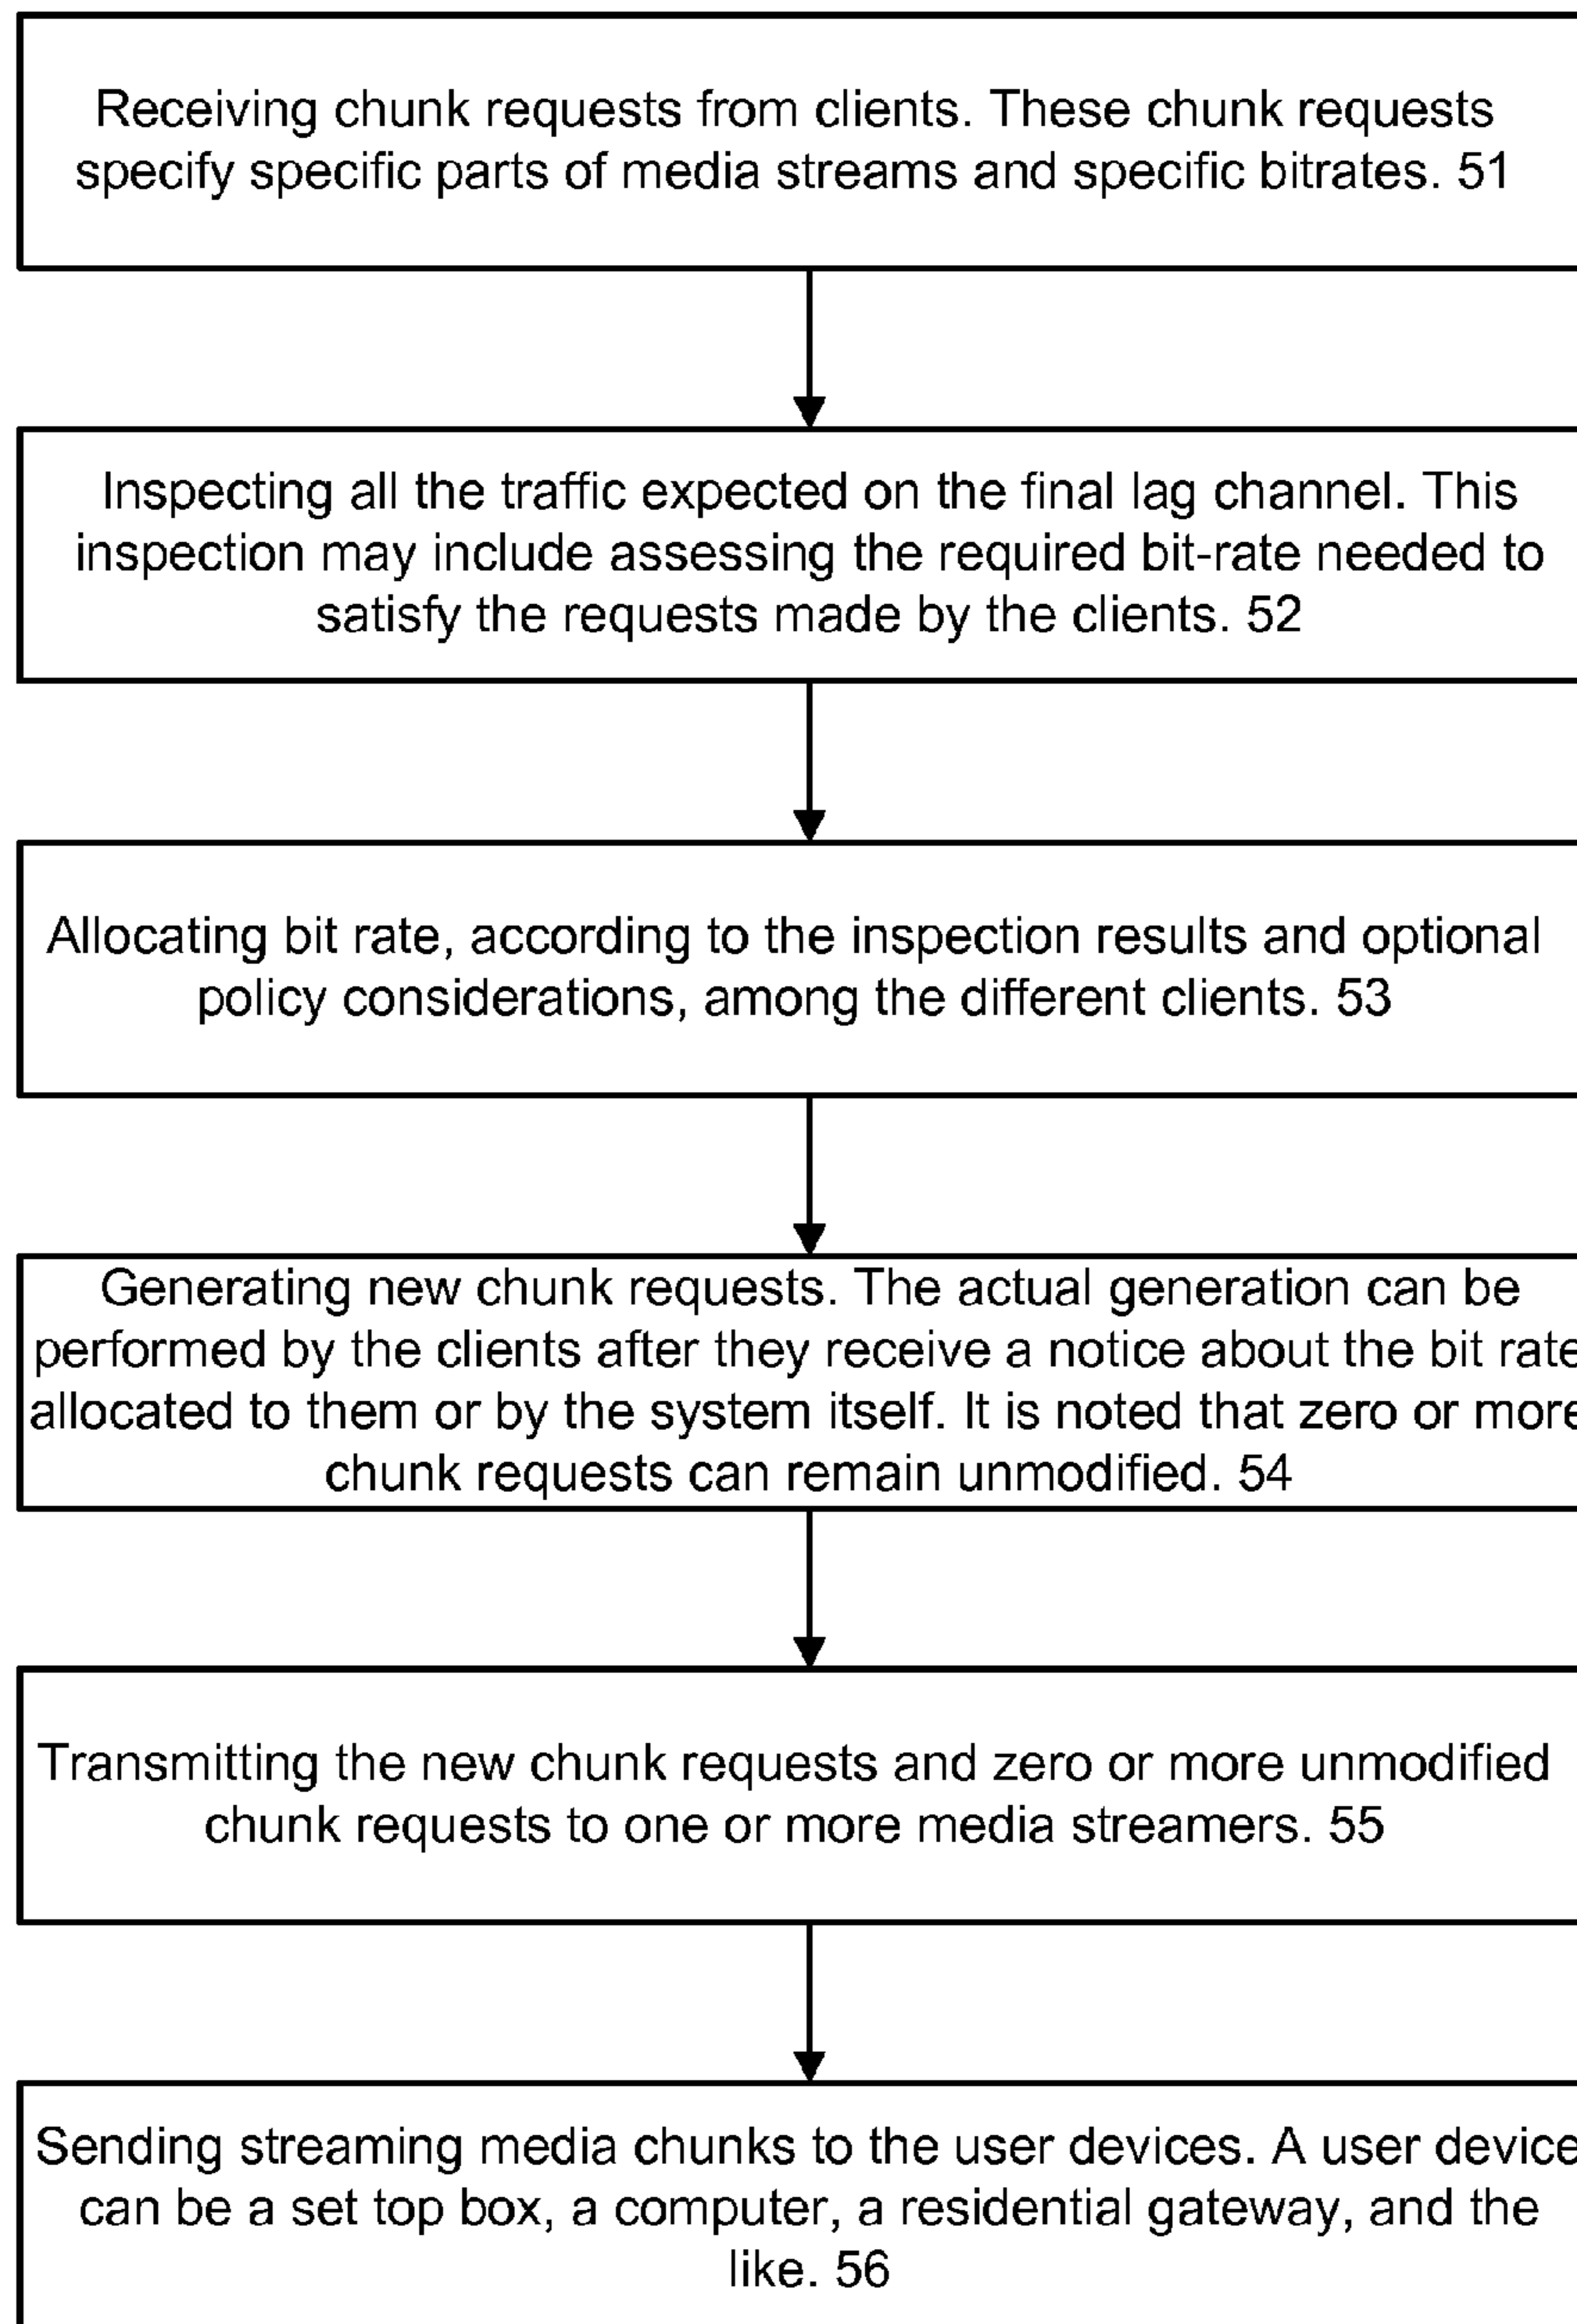 Receiving chunk requests from clients. These chunk requests
specify specific parts of media streams and specific bitrates. 51
Inspecting all the traffic expected on the final lag channel. This
inspection may include assessing the required bit-rate needed to
satisfy the requests made by the clients. 52
Allocating bit rate, according to the inspection results and optional
policy considerations, among the different clients. 53
Generating new chunk requests. The actual generation can be
performed by the clients after they receive a notice about the bit rate
allocated to them or by the system itself. It is noted that zero or more
chunk requests can remain unmodified. 54
Transmitting the new chunk requests and zero or more unmodified
chunk requests to one or more media streamers. 55
Sending streaming media chunks to the user devices. A user device
can be a set top box, a computer, a residential gateway, and the
like. 56